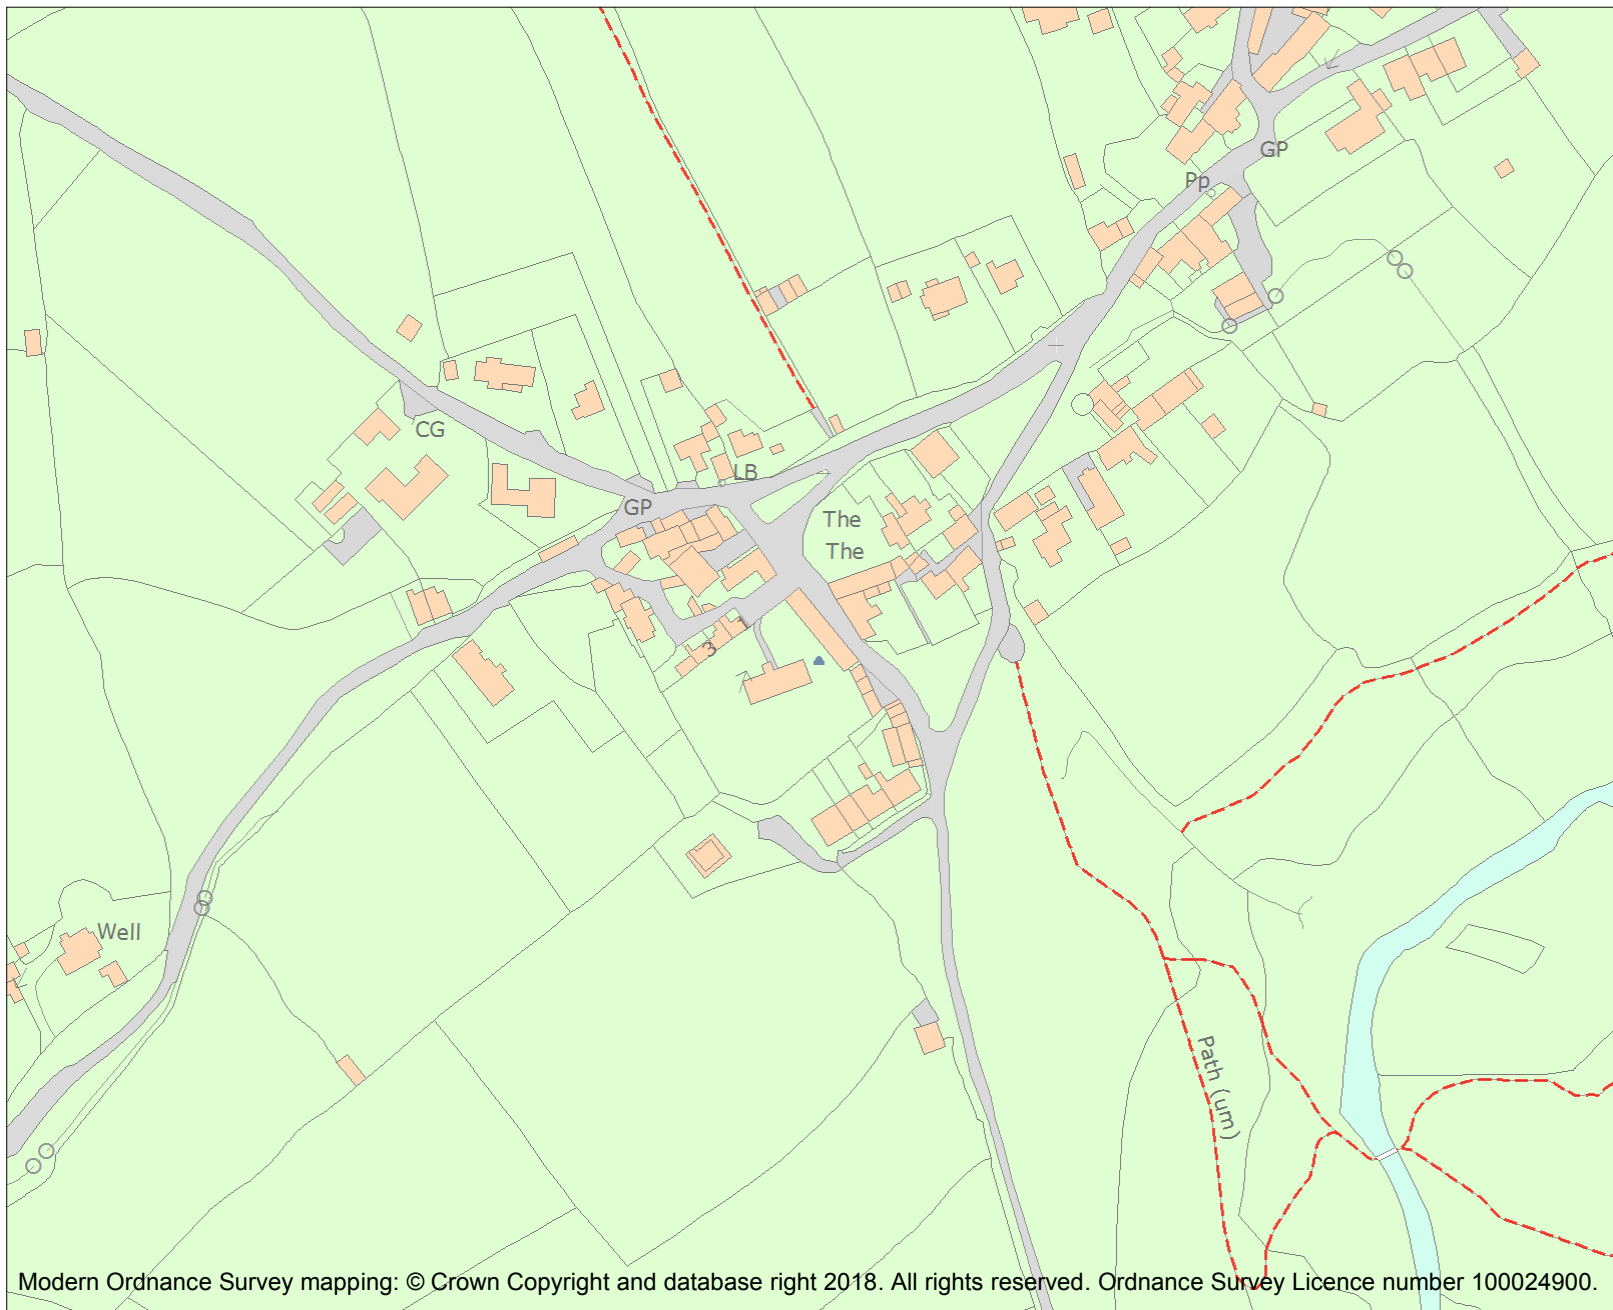 GP
Pp
CG
LB
GP
The
The
1
3
Well
Path (um)
Modern Ordnance Survey mapping: © Crown Copyright and database right 2018. All rights reserved. Ordnance Survey Licence number 100024900.